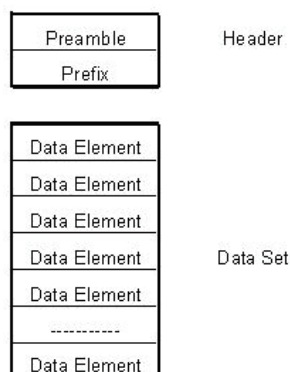 Preamble Header
Prefix
Data Element
Data Element
Data Element
Data Element Data Set
Data Element
-----------
Data Element